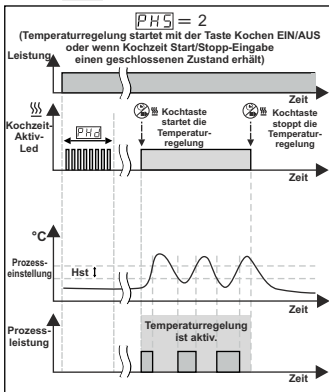 PHS = 2
(Temperaturregelung startet mit der Taste Kochen EIN/AUS
oder wenn Kochzeit Start/Stopp-Eingabe
einen geschlossenen Zustand erhält)
Leistung
Zeit
Kochzeit-
Aktiv-
Led
PHd
Kochtaste
startet die
Temperatur-
regelung
Kochtaste
stoppt die
Temperatur-
regelung
Zeit
°C
Prozess-
einstellung
Hst
Zeit
Prozess-
leistung
Temperaturregelung
ist aktiv.
Zeit